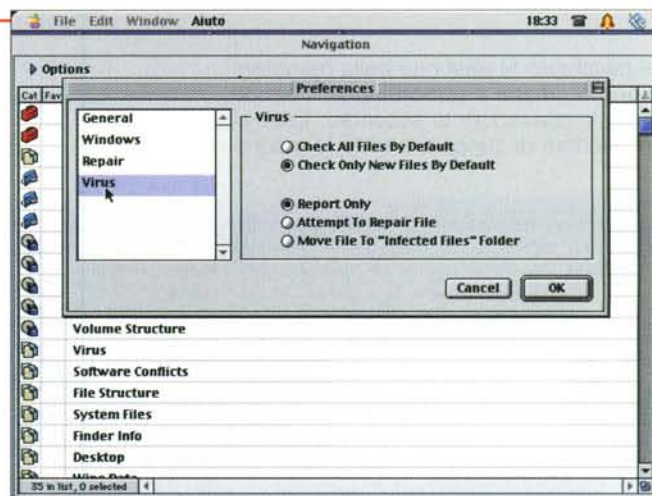 File Edit Window Aiuto 18:33
Navigation
Options
Cat Fav
Preferences
General
Windows
Repair
Virus
Virus
Check All Files By Default
Check Only New Files By Default
Report Only
Attempt To Repair File
Move File To "Infected Files" Folder
Cancel OK
Volume Structure
Virus
Software Conflicts
File Structure
System Files
Finder Info
Desktop
35 in list, 0 selected